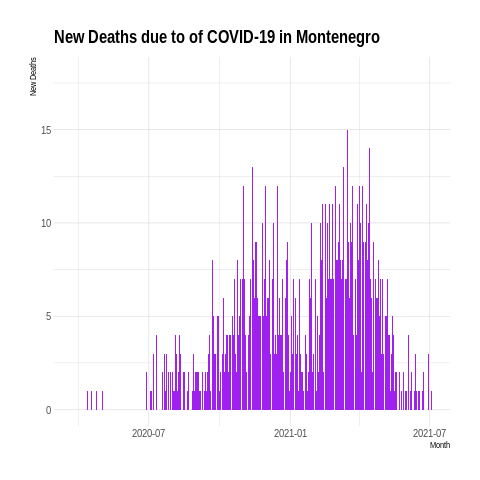 New Deaths due to of COVID-19 in Montenegro
New Deaths
15
10
5
0
2020-07
2021-01
2021-07
Month